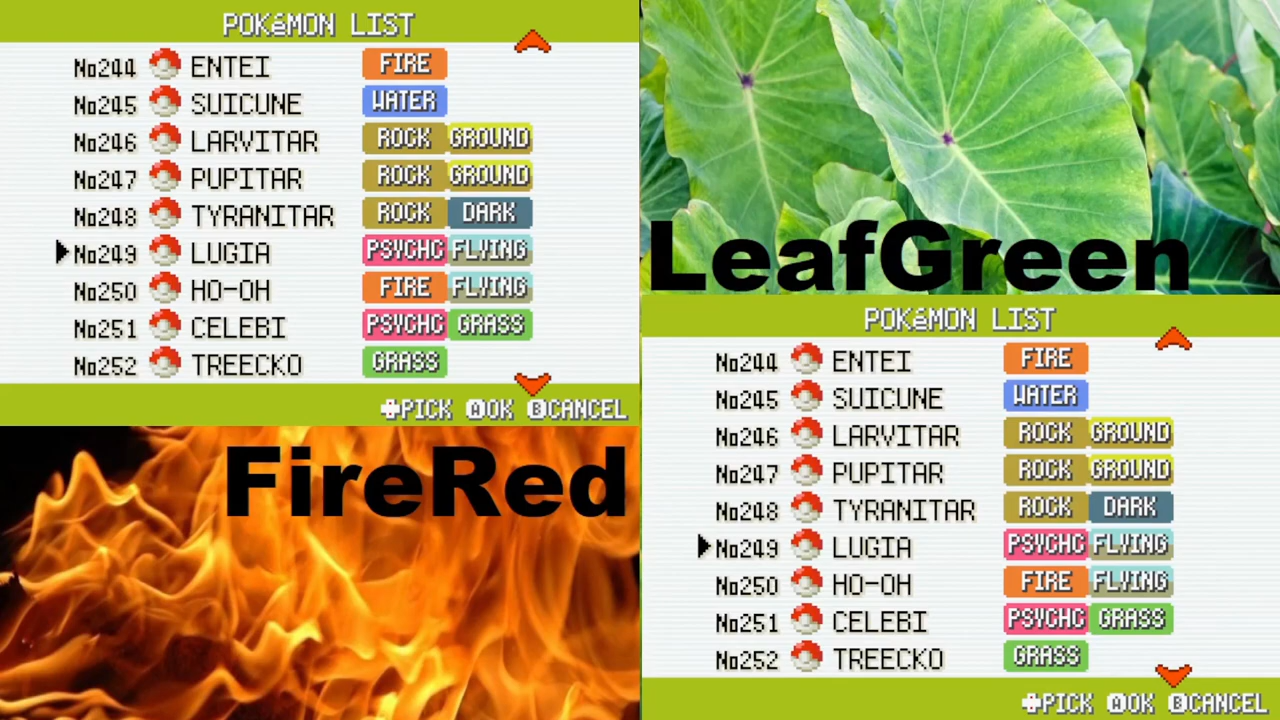 POKéMON LIST
No244 ENTEI FIRE
No245 SUICUNE WATER
No246 LARVITAR ROCK GROUND
No247 PUPITAR ROCK GROUND
No248 TYRANITAR ROCK DARK
No249 LUGIA PSYCHC FLYING
No250 HO-OH FIRE FLYING
No251 CELEBI PSYCHC GRASS
No252 TREECKO GRASS
PICK AOK BCANCEL
FireRed
LeafGreen
POKéMON LIST
No244 ENTEI FIRE
No245 SUICUNE WATER
No246 LARVITAR ROCK GROUND
No247 PUPITAR ROCK GROUND
No248 TYRANITAR ROCK DARK
No249 LUGIA PSYCHC FLYING
No250 HO-OH FIRE FLYING
No251 CELEBI PSYCHC GRASS
No252 TREECKO GRASS
PICK AOK BCANCEL